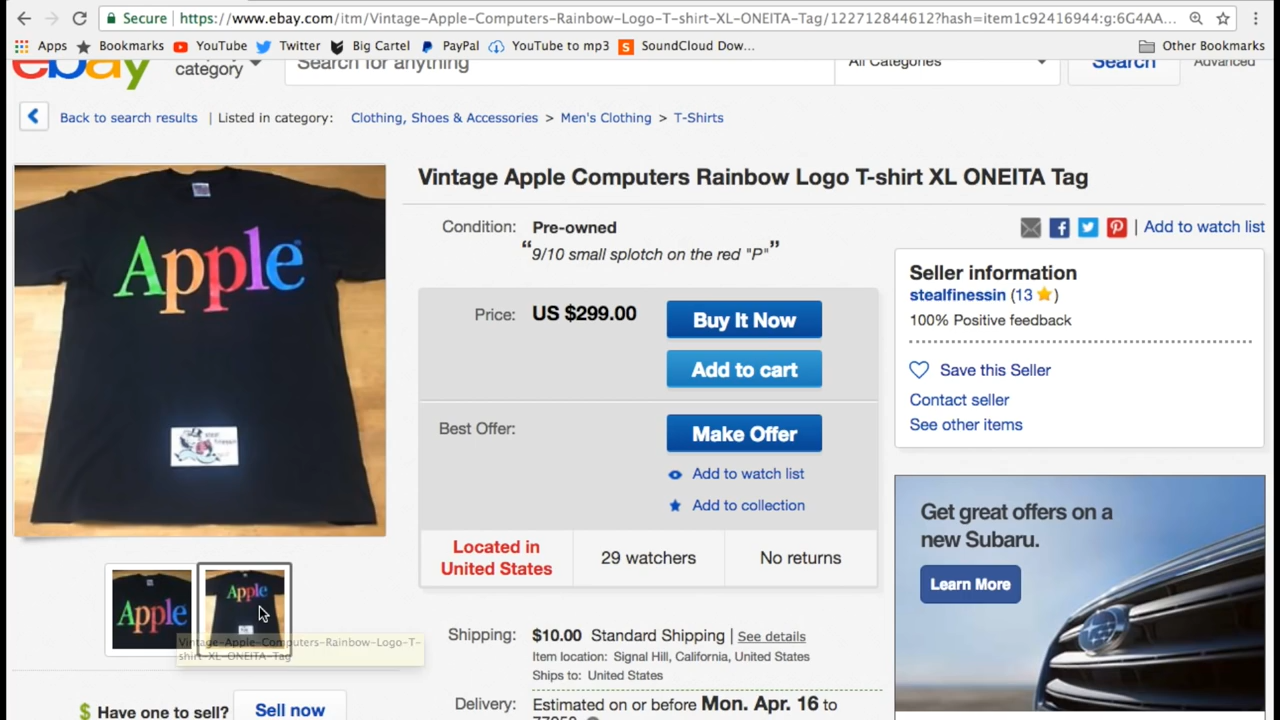 Secure https://www.ebay.com/itm/Vintage-Apple-Computers-Rainbow-Logo-T-shirt-XL-ONEITA-Tag/122712844612?hash=item1c92416944:g:6G4AA...
Apps Bookmarks YouTube Twitter Big Cartel PayPal YouTube to mp3 SoundCloud Dow... Other Bookmarks
ebay category Search for anything All Categories Search Advanced
Back to search results | Listed in category: Clothing, Shoes & Accessories > Men's Clothing > T-Shirts
Apple
Vintage Apple Computers Rainbow Logo T-shirt XL ONEITA Tag
Condition: Pre-owned
“9/10 small splotch on the red "P"”
| Add to watch list
Price: US $299.00
Buy It Now
Add to cart
Best Offer:
Make Offer
Add to watch list
Add to collection
Located in United States
29 watchers
No returns
Seller information
stealfinessin (13 )
100% Positive feedback
Save this Seller
Contact seller
See other items
Get great offers on a
new Subaru.
Learn More
Apple
Apple
Vintage-Apple-Computers-Rainbow-Logo-T-
shirt-XL-ONEITA-Tag
Shipping: $10.00 Standard Shipping | See details
Item location: Signal Hill, California, United States
Ships to: United States
Delivery: Estimated on or before Mon. Apr. 16 to
$ Have one to sell? Sell now